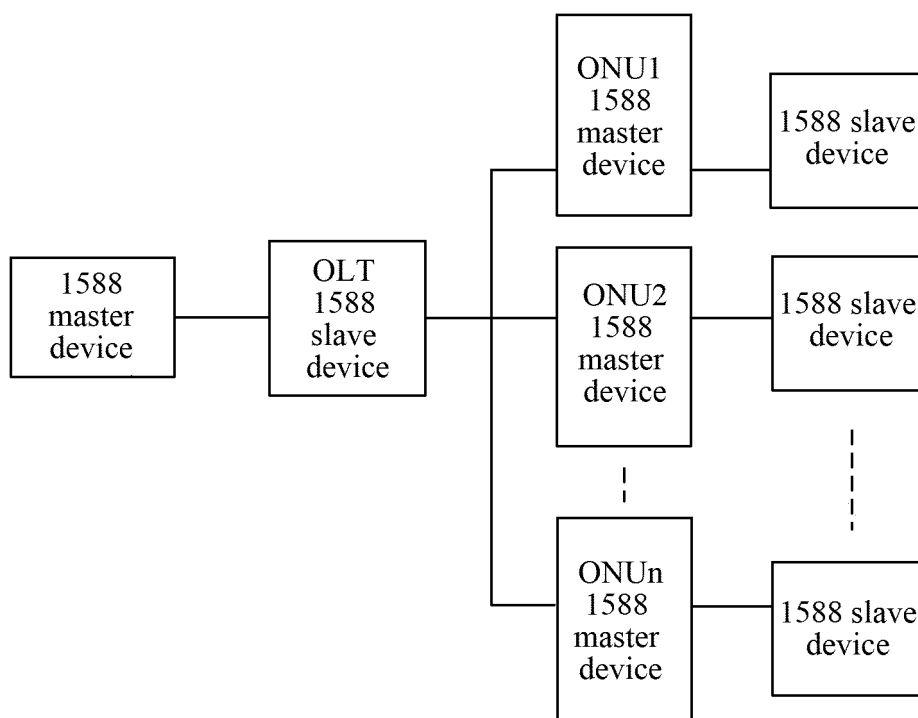 1588
master
device
OLT
1588
slave
device
ONU1
1588
master
device
1588 slave
device
ONU2
1588
master
device
1588 slave
device
ONUn
1588
master
device
1588 slave
device